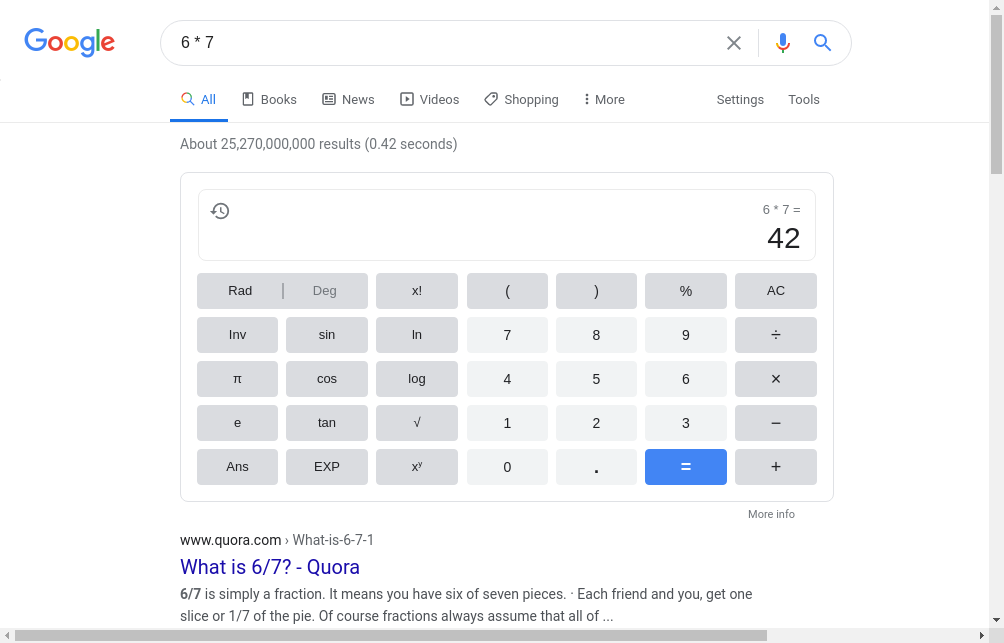 Google
6 * 7
All Books News Videos Shopping More Settings Tools
About 25,270,000,000 results (0.42 seconds)
6 * 7 =
42
Rad | Deg x! ( ) % AC
Inv sin ln 7 8 9 ÷
π cos log 4 5 6 ×
e tan √ 1 2 3 −
Ans EXP xʸ 0 . = +
More info
www.quora.com › What-is-6-7-1
What is 6/7? - Quora
6/7 is simply a fraction. It means you have six of seven pieces. · Each friend and you, get one
slice or 1/7 of the pie. Of course fractions always assume that all of ...